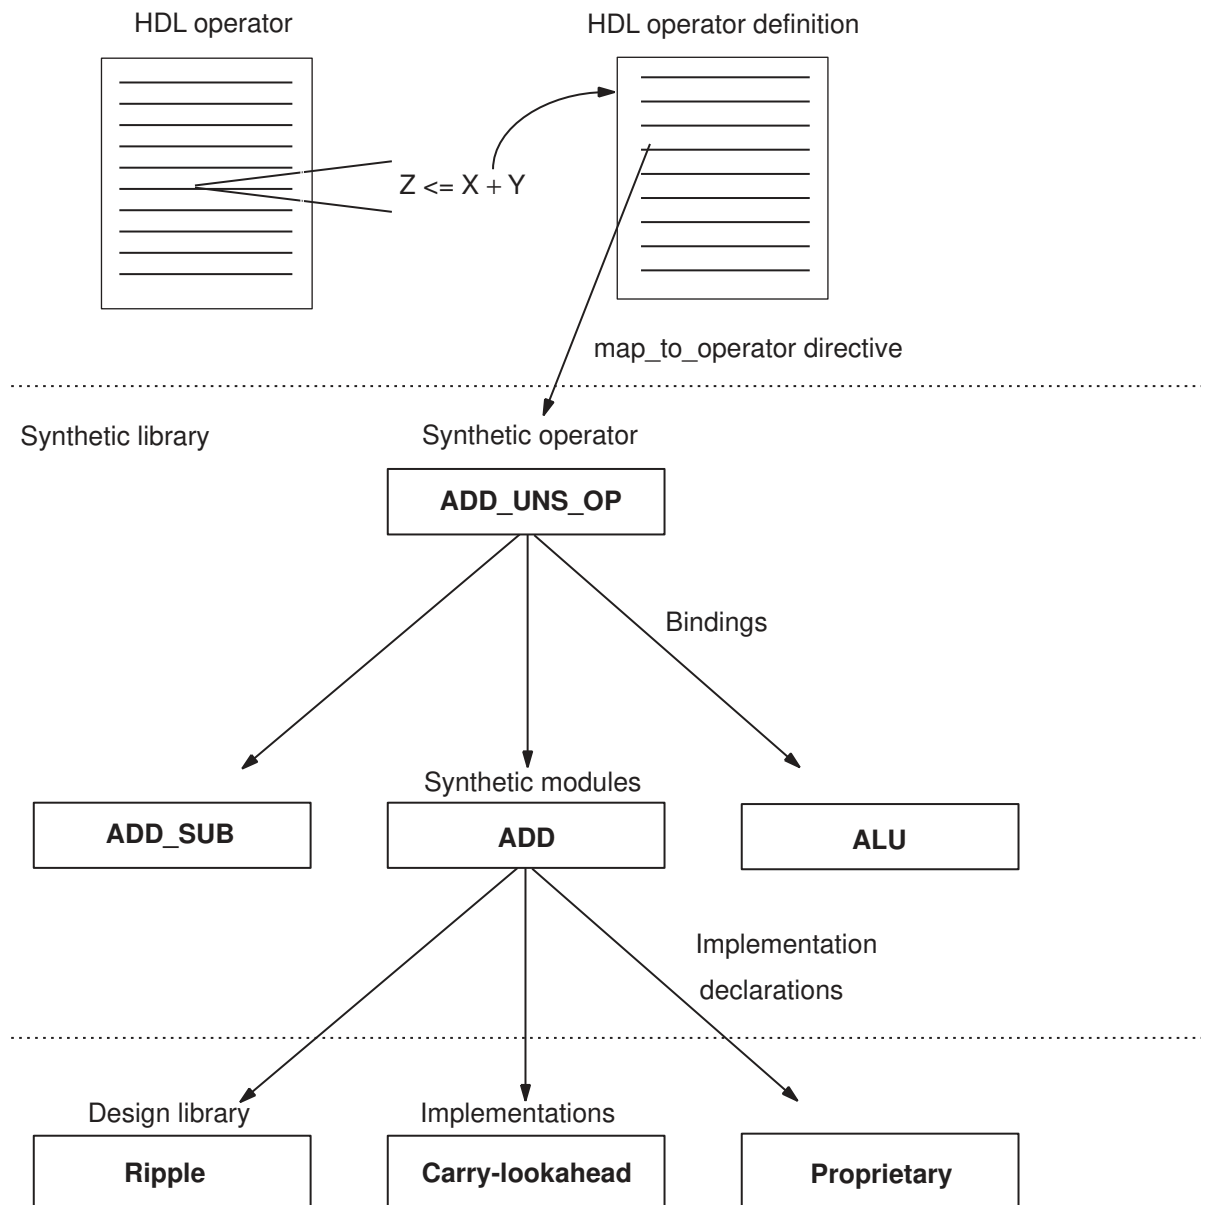 HDL operator
HDL operator definition
Z <= X + Y
map_to_operator directive
Synthetic library
Synthetic operator
ADD_UNS_OP
Bindings
Synthetic modules
ADD_SUB
ADD
ALU
Implementation
declarations
Design library
Implementations
Ripple
Carry-lookahead
Proprietary